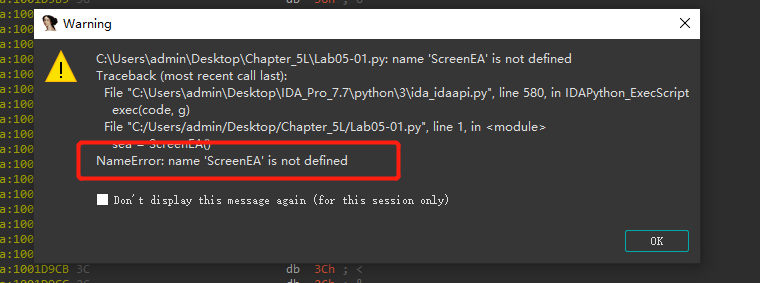 db 3Bh ; ;
Warning
C:\Users\admin\Desktop\Chapter_5L\Lab05-01.py: name 'ScreenEA' is not defined
Traceback (most recent call last):
File "C:\Users\admin\Desktop\IDA_Pro_7.7\python\3\ida_idaapi.py", line 580, in IDAPython_ExecScript
exec(code, g)
File "C:/Users/admin/Desktop/Chapter_5L/Lab05-01.py", line 1, in <module>
sea = ScreenEA()
NameError: name 'ScreenEA' is not defined
Don't display this message again (for this session only)
OK
a:1001D9CB 3C db 3Ch ; <